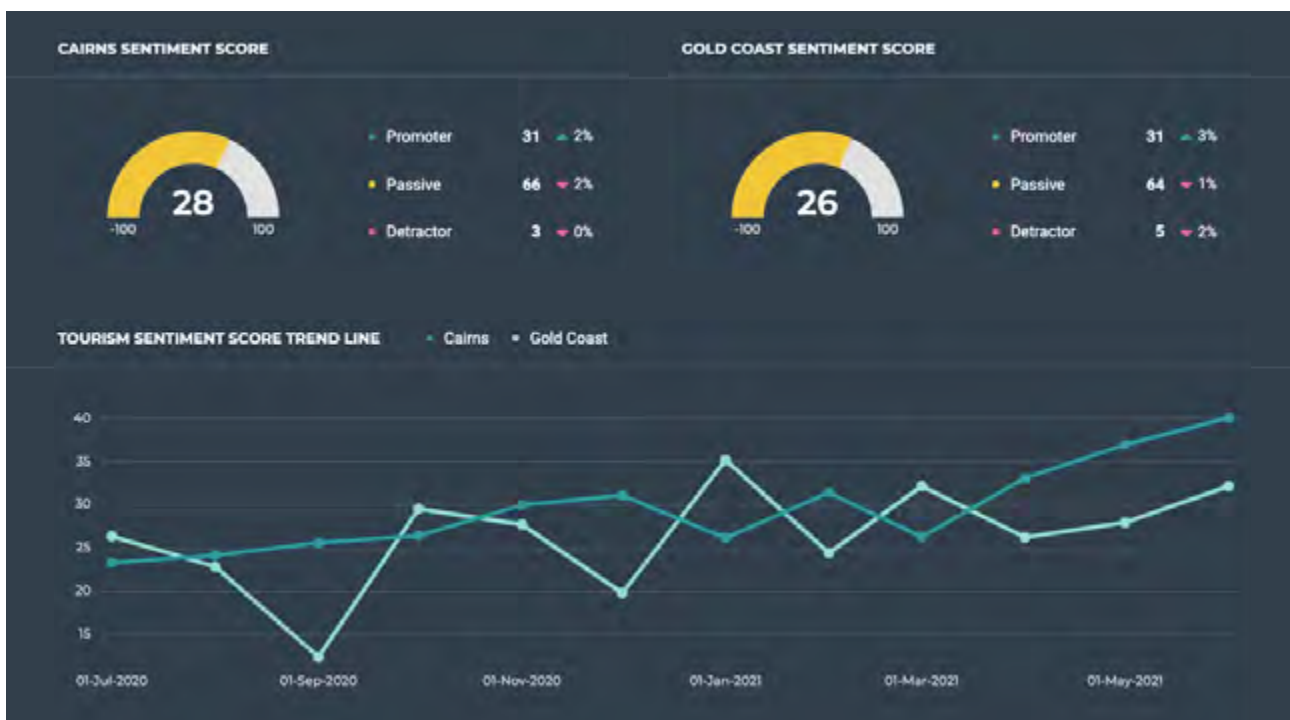 CAIRNS SENTIMENT SCORE
28
-100 100
Promoter 31 2%
Passive 66 2%
Detractor 3 0%
GOLD COAST SENTIMENT SCORE
26
-100 100
Promoter 31 3%
Passive 64 1%
Detractor 5 2%
TOURISM SENTIMENT SCORE TREND LINE Cairns Gold Coast
40
35
30
25
20
15
01-Jul-2020 01-Sep-2020 01-Nov-2020 01-Jan-2021 01-Mar-2021 01-May-2021